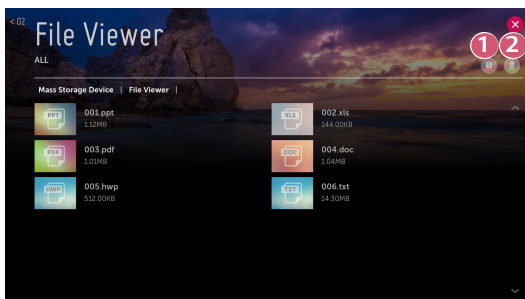 < 02
File Viewer
ALL
1 2
Mass Storage Device | File Viewer |
PPT 001.ppt
1.12MB
XLS 002.xls
144.00KB
PDF 003.pdf
1.01MB
DOC 004.doc
1.04MB
HWP 005.hwp
512.00KB
TXT 006.txt
14.30MB